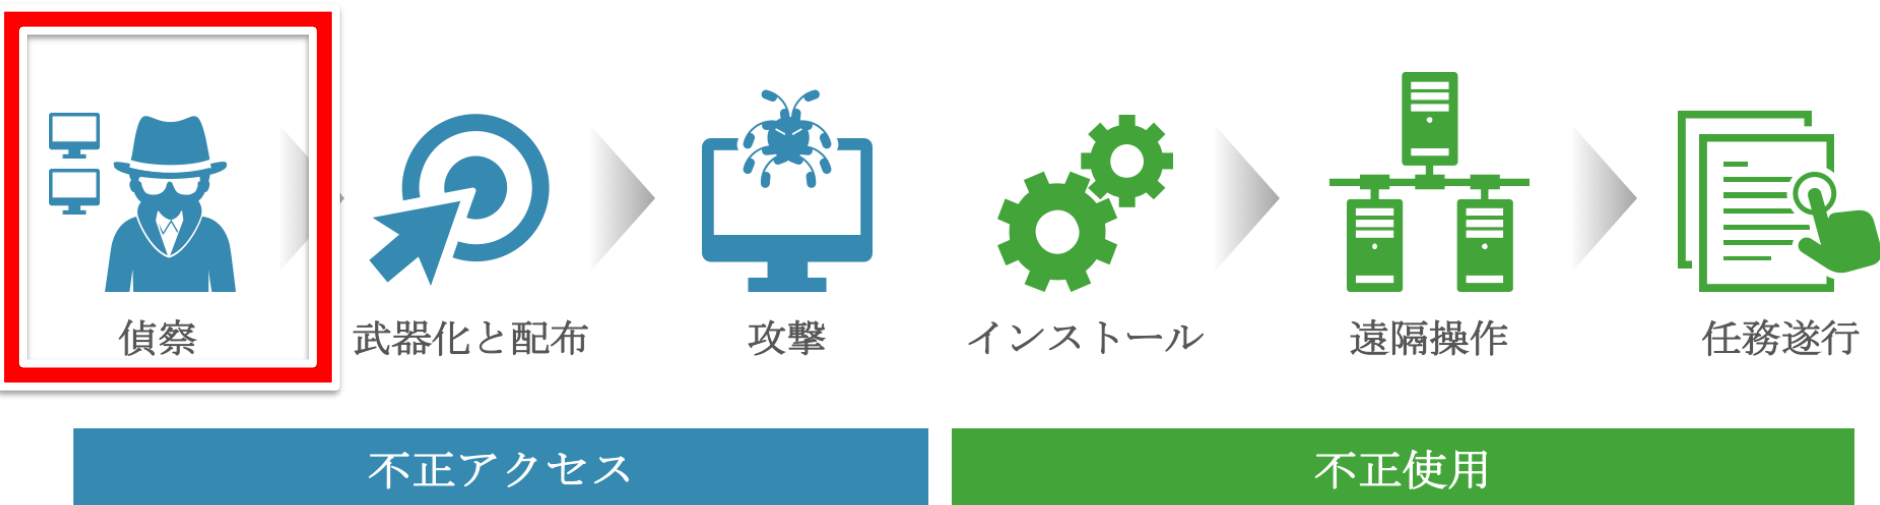 偵察
武器化と配布
攻撃
インストール
遠隔操作
任務遂行
不正アクセス
不正使用